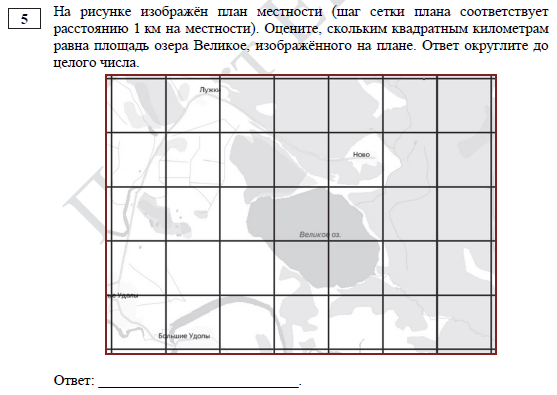 5
На рисунке изображён план местности (шаг сетки плана соответствует
расстоянию 1 км на местности). Оцените, скольким квадратным километрам
равна площадь озера Великое, изображённого на плане. Ответ округлите до
целого числа.
Лужки
Ново
Великое оз.
ие Удолы
Большие Удолы
Ответ: ____________________________.